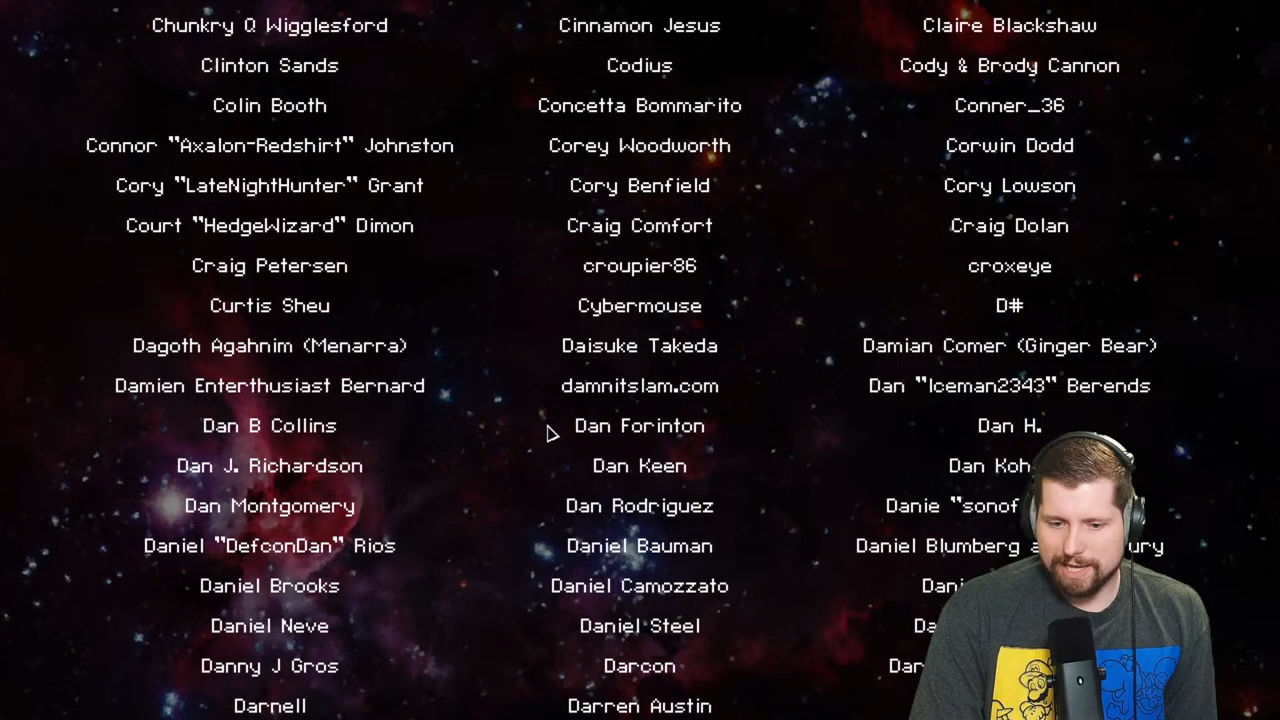 Chunkry Q Wigglesford Cinnamon Jesus Claire Blackshaw
Clinton Sands Codius Cody & Brody Cannon
Colin Booth Concetta Bommarito Conner_36
Connor "Axalon-Redshirt" Johnston Corey Woodworth Corwin Dodd
Cory "LateNightHunter" Grant Cory Benfield Cory Lowson
Court "HedgeWizard" Dimon Craig Comfort Craig Dolan
Craig Petersen croupier86 croxeye
Curtis Sheu Cybermouse D#
Dagoth Agahnim (Menarra) Daisuke Takeda Damian Comer (Ginger Bear)
Damien Enterthusiast Bernard damnitslam.com Dan "Iceman2343" Berends
Dan B Collins Dan Forinton Dan H.
Dan J. Richardson Dan Keen Dan
Dan Montgomery Dan Rodriguez Danie "sonof
Daniel "DefconDan" Rios Daniel Bauman Daniel Blumberg
Daniel Brooks Daniel Camozzato
Daniel Neve Daniel Steel
Danny J Gros Darcon
Darnell Darren Austin